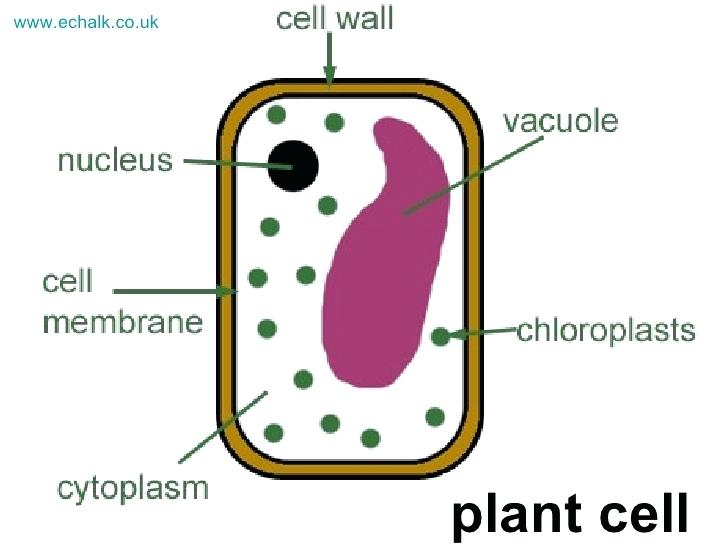 www.echalk.co.uk
cell wall
vacuole
nucleus
cell
membrane
chloroplasts
cytoplasm
plant cell